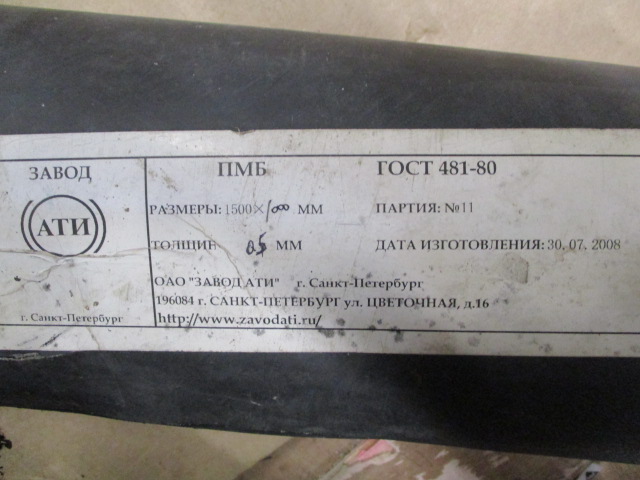 ЗАВОД
АТИ
г. Санкт-Петербург
ПМБ
ГОСТ 481-80
РАЗМЕРЫ: 1500×1000 ММ
ПАРТИЯ: №11
ТОЛЩИН 0,5 ММ
ДАТА ИЗГОТОВЛЕНИЯ: 30. 07. 2008
ОАО "ЗАВОД АТИ" г. Санкт-Петербург
196084 г. САНКТ-ПЕТЕРБУРГ ул. ЦВЕТОЧНАЯ, д.16
http://www.zavodati.ru/